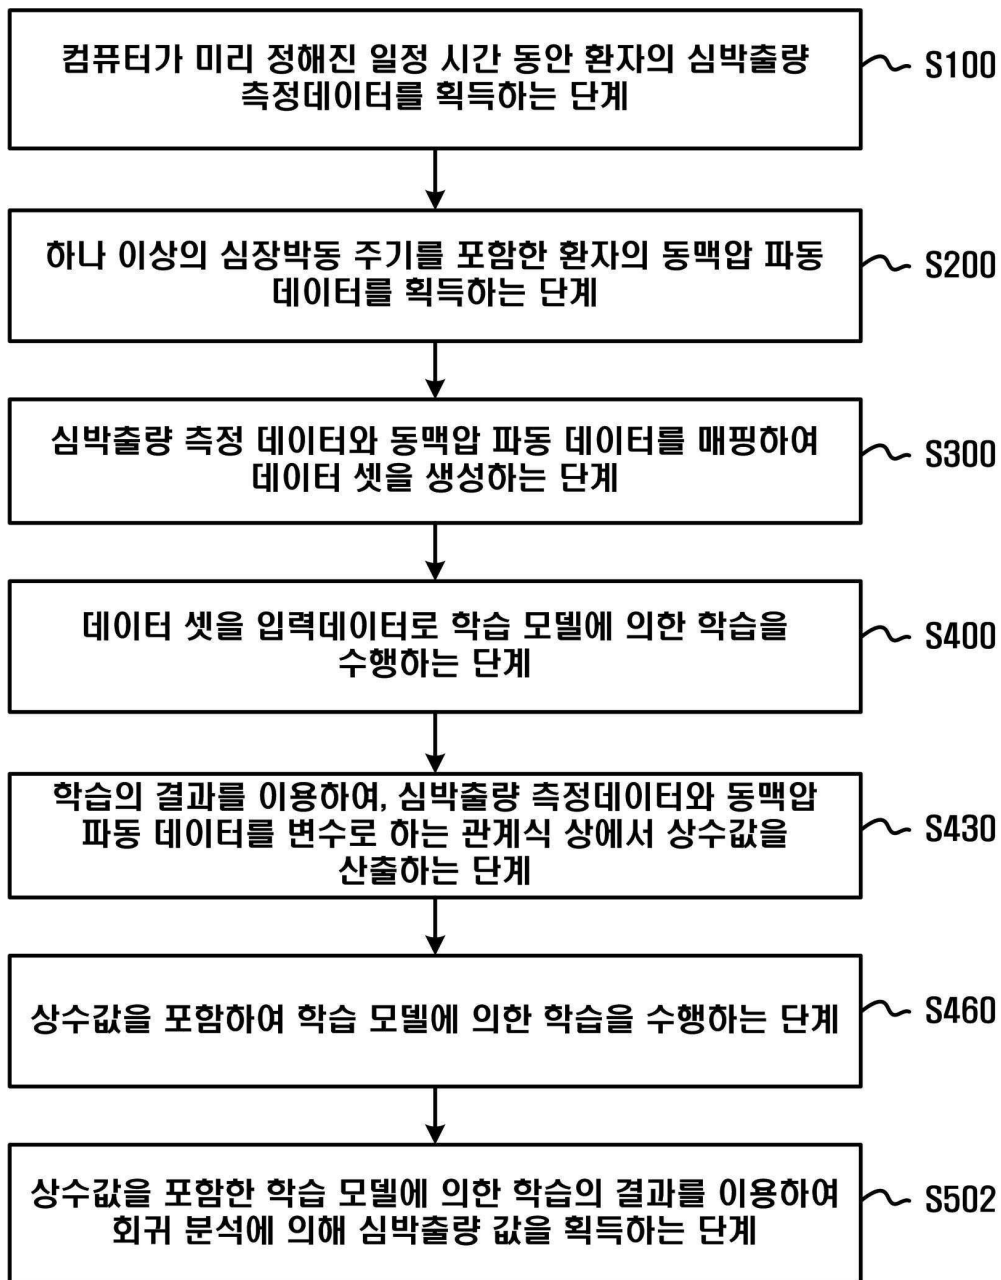 컴퓨터가 미리 정해진 일정 시간 동안 환자의 심박출량
측정데이터를 획득하는 단계
S100
하나 이상의 심장박동 주기를 포함한 환자의 동맥압 파동
데이터를 획득하는 단계
S200
심박출량 측정 데이터와 동맥압 파동 데이터를 매핑하여
데이터 셋을 생성하는 단계
S300
데이터 셋을 입력데이터로 학습 모델에 의한 학습을
수행하는 단계
S400
학습의 결과를 이용하여, 심박출량 측정데이터와 동맥압
파동 데이터를 변수로 하는 관계식 상에서 상수값을
산출하는 단계
S430
상수값을 포함하여 학습 모델에 의한 학습을 수행하는 단계
S460
상수값을 포함한 학습 모델에 의한 학습의 결과를 이용하여
회귀 분석에 의해 심박출량 값을 획득하는 단계
S502